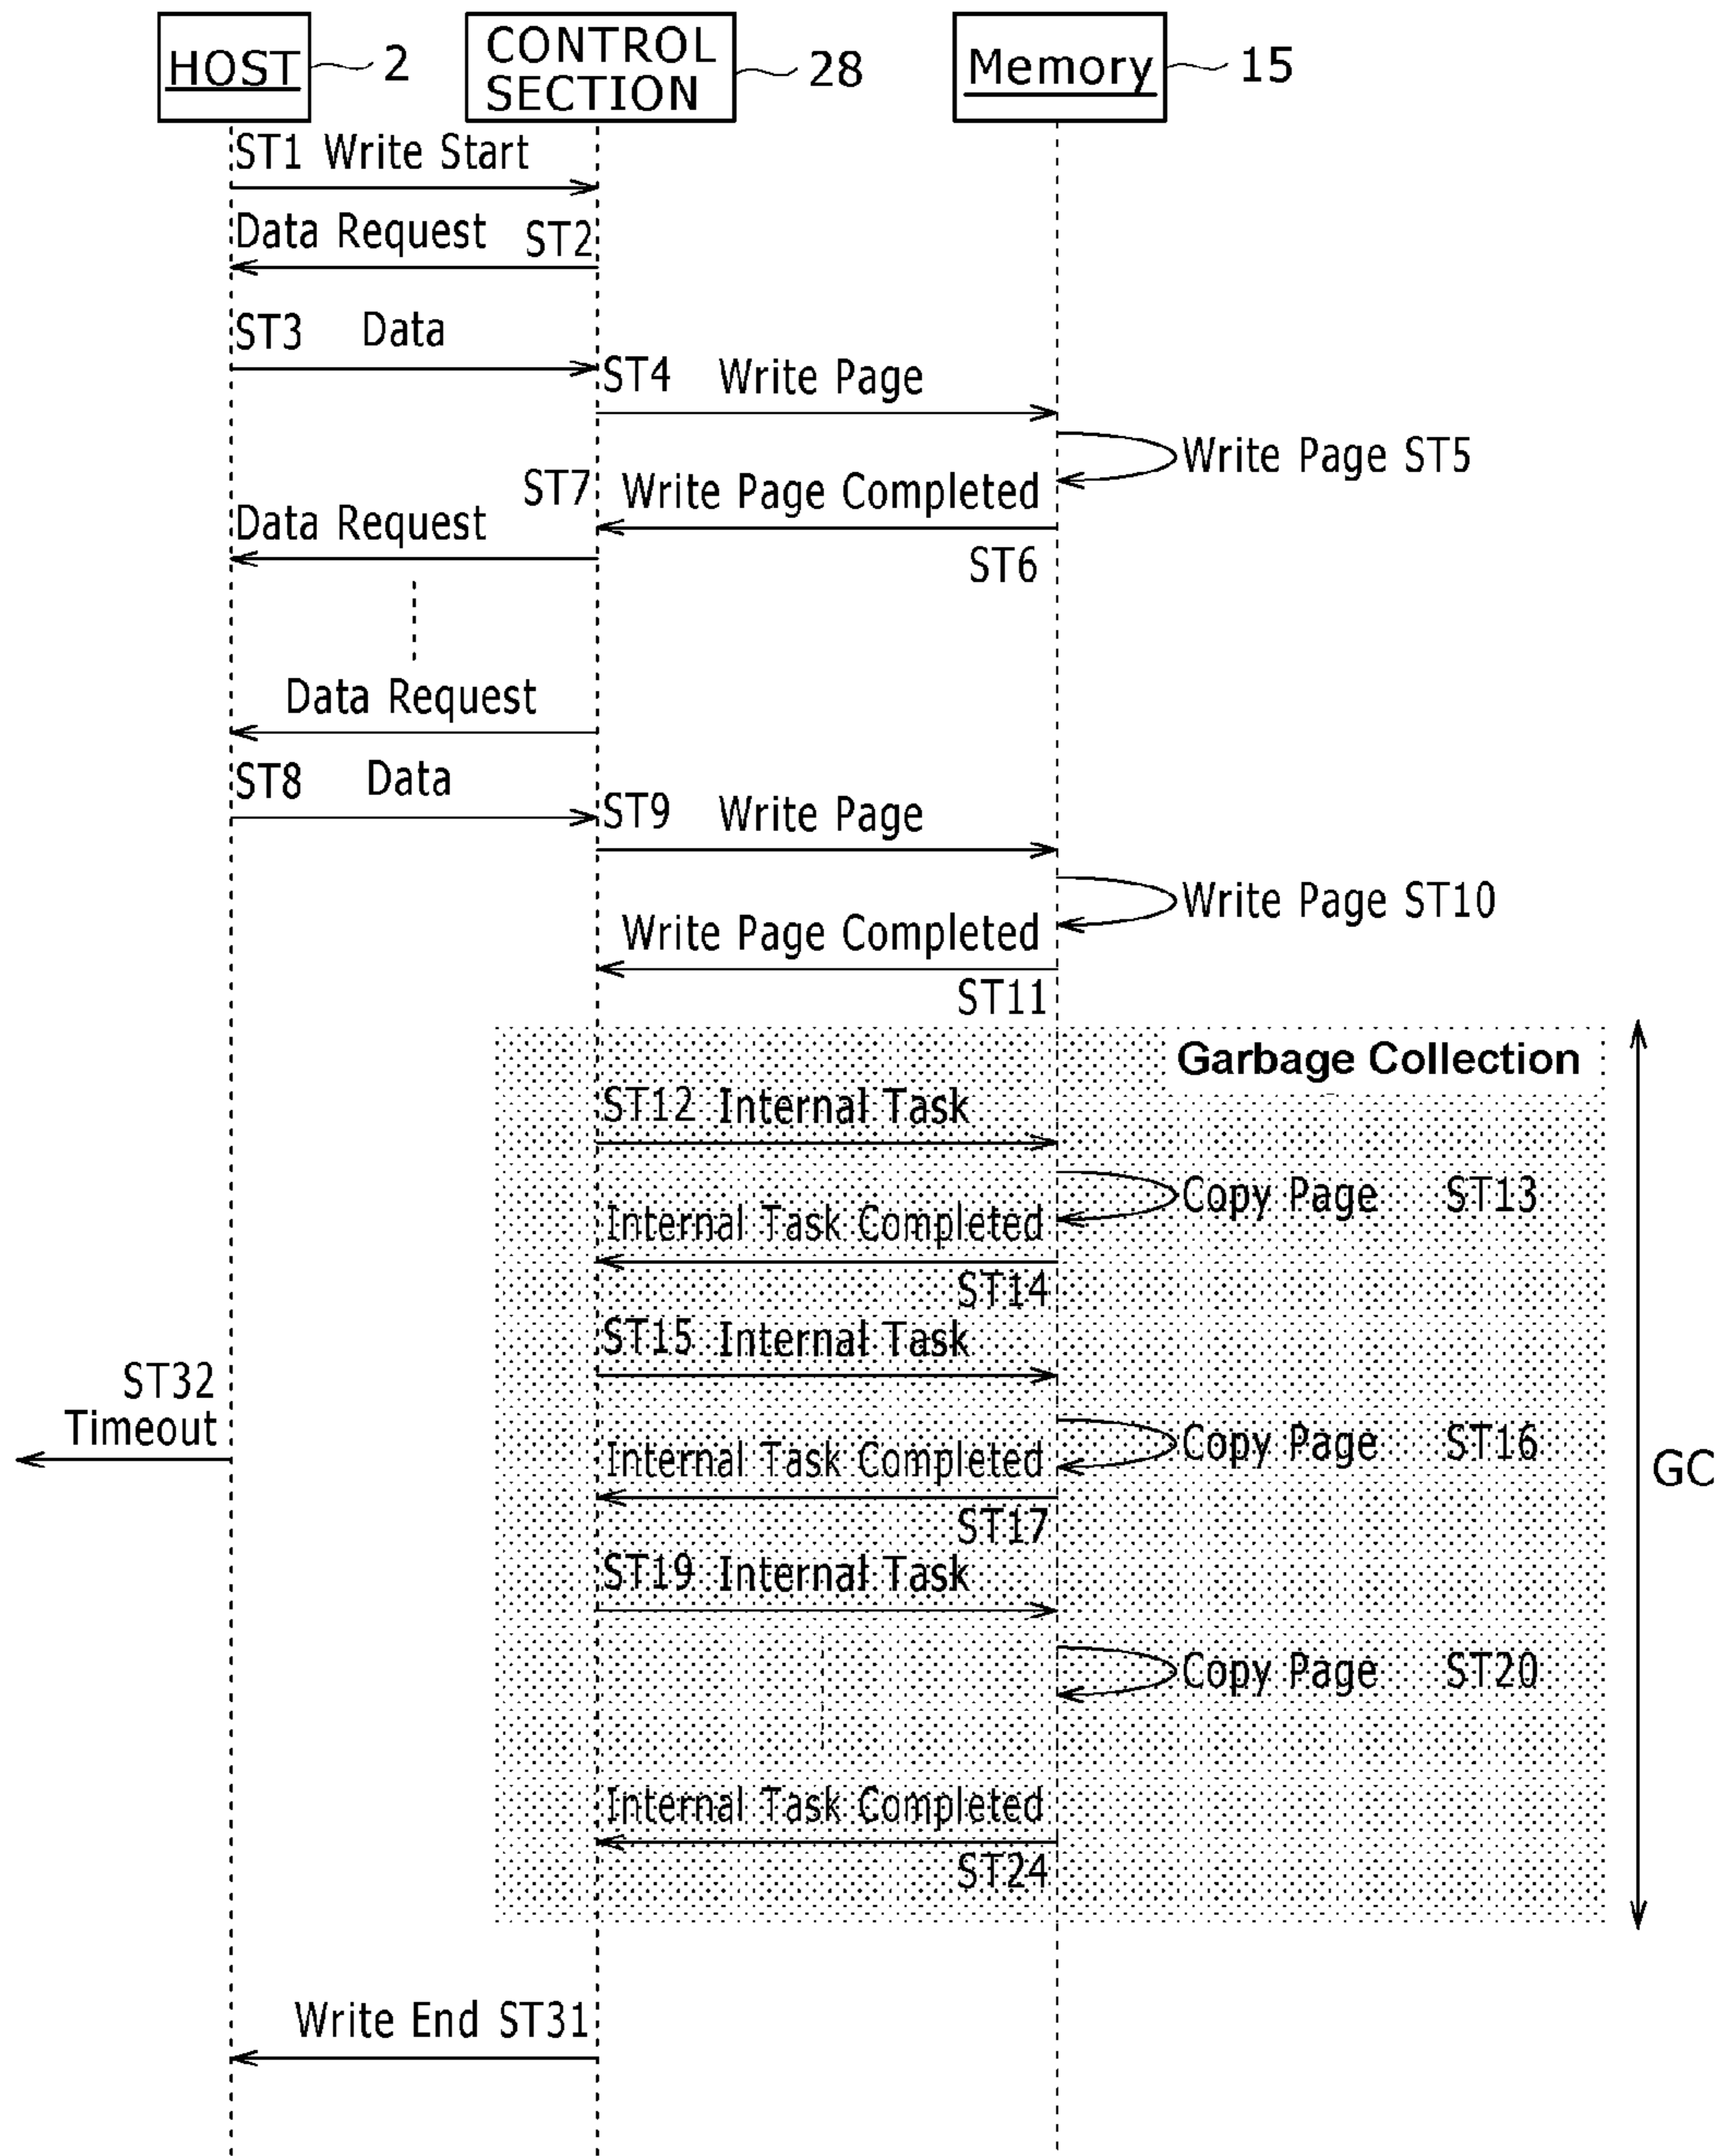 HOST 2
CONTROL
SECTION 28
Memory 15
ST1 Write Start
Data Request ST2
ST3 Data
ST4 Write Page
Write Page ST5
ST7 Write Page Completed
Data Request
ST6
Data Request
ST8 Data
ST9 Write Page
Write Page ST10
Write Page Completed
ST11
Garbage Collection
ST12 Internal Task
Copy Page ST13
Internal Task Completed
ST14
ST15 Internal Task
ST32
Timeout
Copy Page ST16
Internal Task Completed
GC
ST17
ST19 Internal Task
Copy Page ST20
Internal Task Completed
ST24
Write End ST31